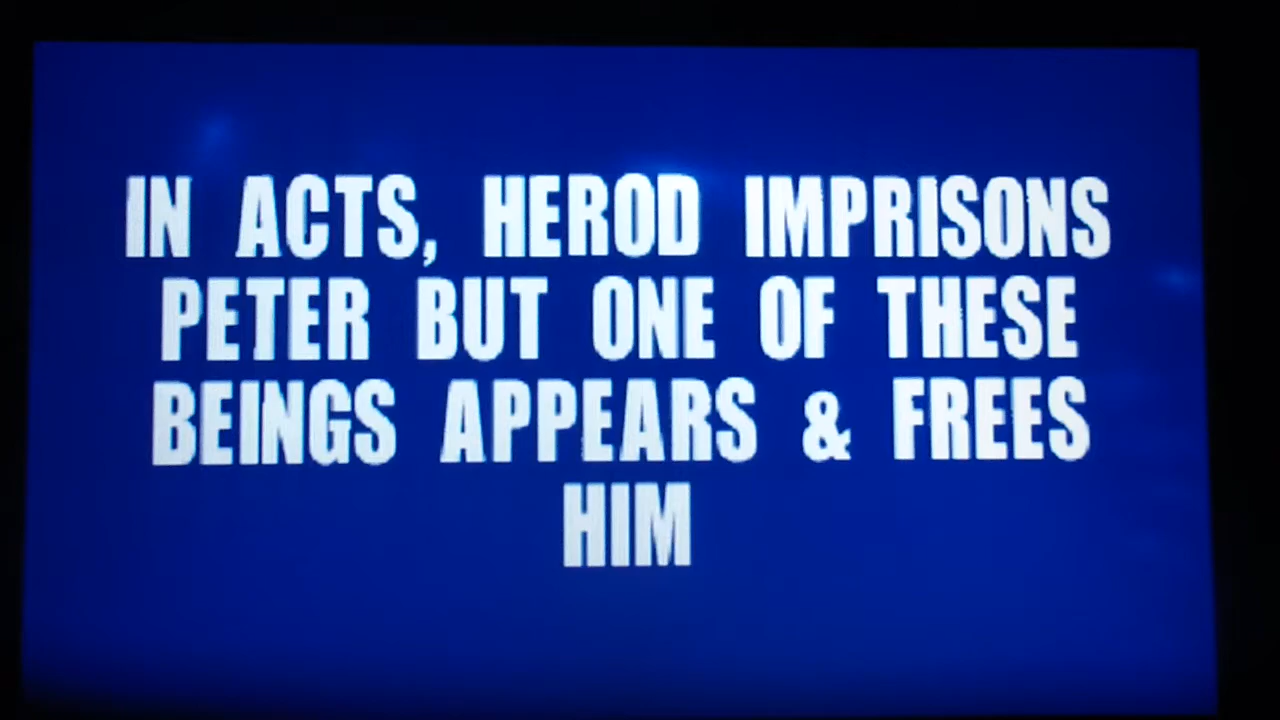 IN ACTS, HEROD IMPRISONS
PETER BUT ONE OF THESE
BEINGS APPEARS & FREES
HIM